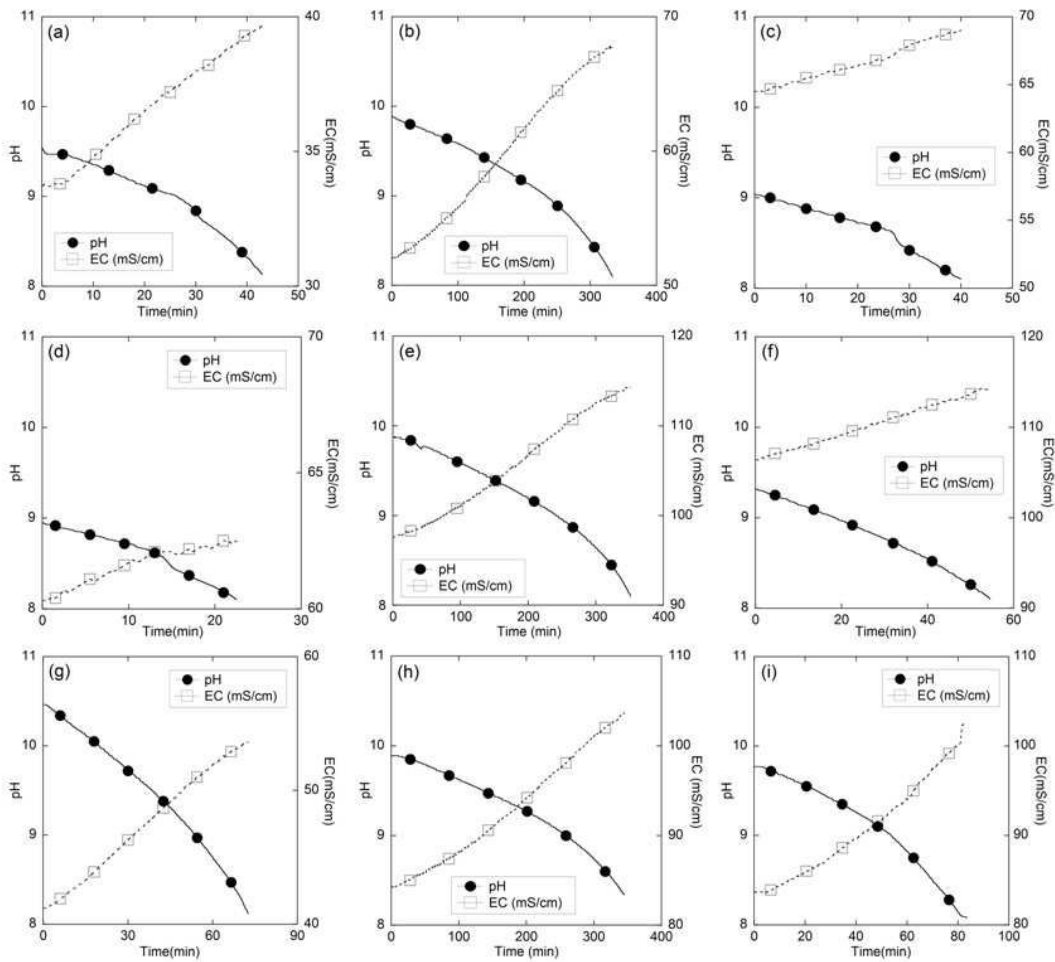 (a)
11
10
9
8
pH
40
35
30
EC(mS/cm)
pH
EC (mS/cm)
0 10 20 30 40 50
Time(min)
(b)
11
10
9
8
pH
70
60
50
EC (mS/cm)
pH
EC (mS/cm)
0 100 200 300 400
Time (min)
(c)
11
10
9
8
pH
70
65
60
55
50
EC(mS/cm)
pH
EC (mS/cm)
0 10 20 30 40 50
Time(min)
(d)
11
10
9
8
pH
70
65
60
EC(mS/cm)
pH
EC (mS/cm)
0 10 20 30
Time(min)
(e)
11
10
9
8
pH
120
110
100
90
EC (mS/cm)
pH
EC (mS/cm)
0 100 200 300 400
Time (min)
(f)
11
10
9
8
pH
120
110
100
90
EC(mS/cm)
pH
EC (mS/cm)
0 20 40 60
Time(min)
(g)
11
10
9
8
pH
60
50
40
EC(mS/cm)
pH
EC (mS/cm)
0 30 60 90
Time(min)
(h)
11
10
9
8
pH
110
100
90
80
EC(mS/cm)
pH
EC (mS/cm)
0 100 200 300 400
Time(min)
(i)
11
10
9
8
pH
110
100
90
80
EC(mS/cm)
pH
EC (mS/cm)
0 20 40 60 80 100
Time(min)